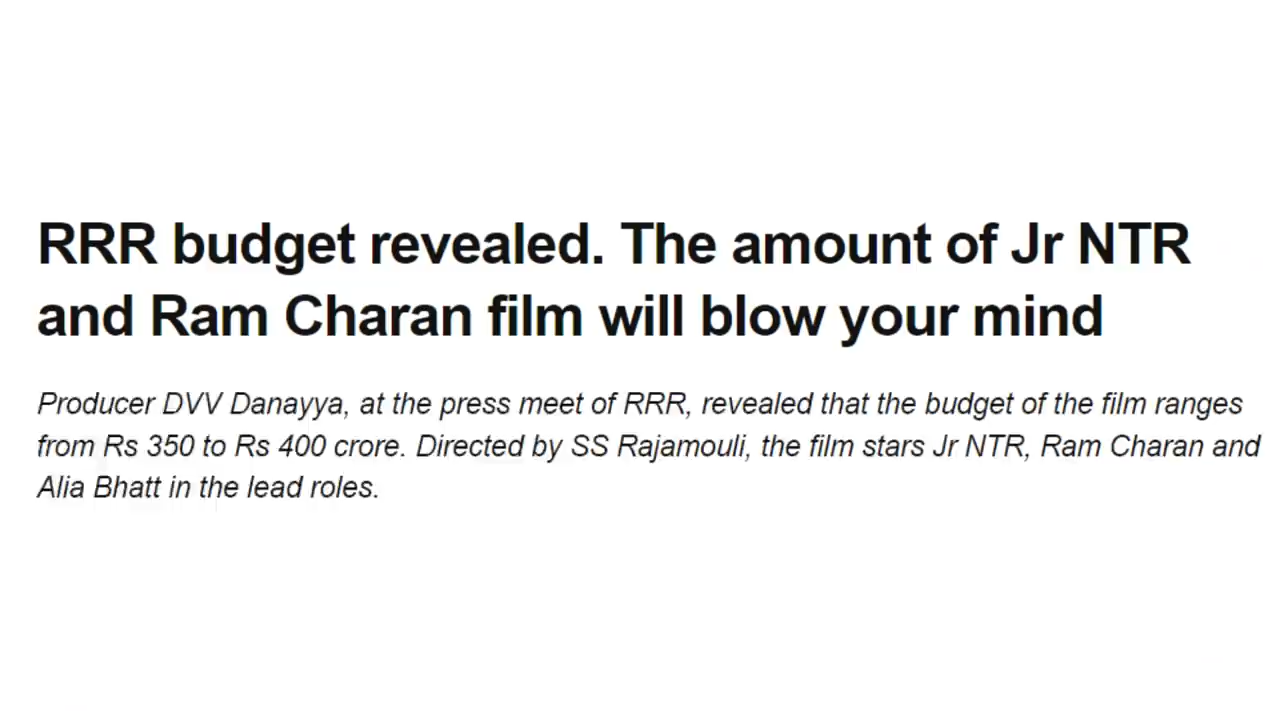 RRR budget revealed. The amount of Jr NTR
and Ram Charan film will blow your mind
Producer DVV Danayya, at the press meet of RRR, revealed that the budget of the film ranges
from Rs 350 to Rs 400 crore. Directed by SS Rajamouli, the film stars Jr NTR, Ram Charan and
Alia Bhatt in the lead roles.